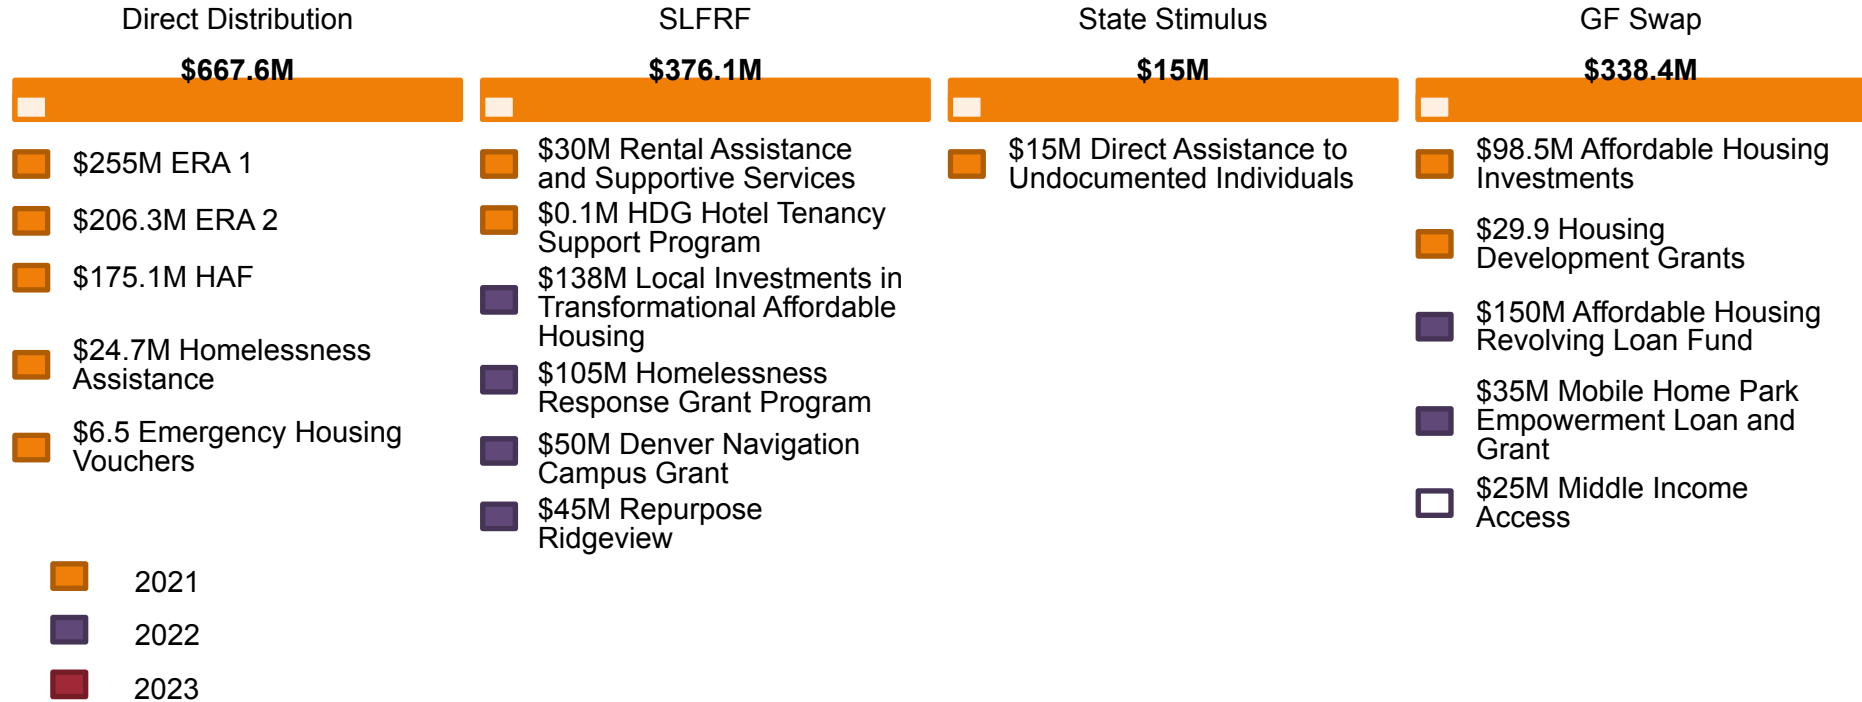 Direct Distribution
$667.6M
$255M ERA 1
$206.3M ERA 2
$175.1M HAF
$24.7M Homelessness
Assistance
$6.5 Emergency Housing
Vouchers
SLFRF
$376.1M
$30M Rental Assistance
and Supportive Services
$0.1M HDG Hotel Tenancy
Support Program
$138M Local Investments in
Transformational Affordable
Housing
$105M Homelessness
Response Grant Program
$50M Denver Navigation
Campus Grant
$45M Repurpose
Ridgeview
State Stimulus
$15M
$15M Direct Assistance to
Undocumented Individuals
GF Swap
$338.4M
$98.5M Affordable Housing
Investments
$29.9 Housing
Development Grants
$150M Affordable Housing
Revolving Loan Fund
$35M Mobile Home Park
Empowerment Loan and
Grant
$25M Middle Income
Access
2021
2022
2023